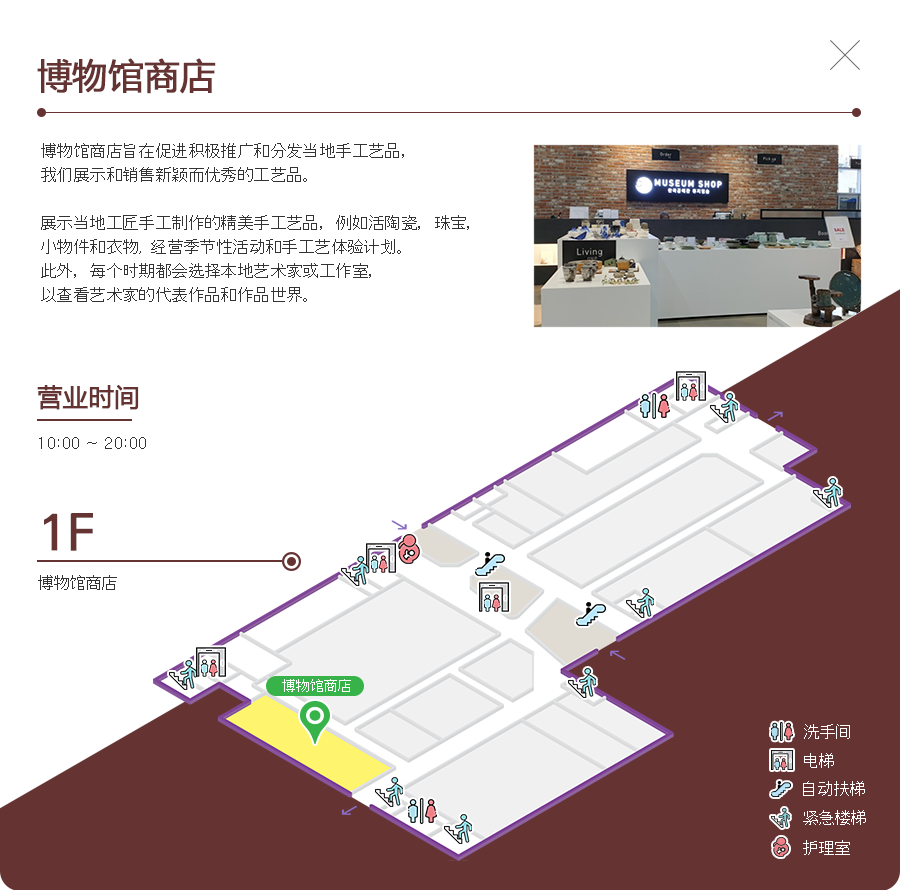 博物馆商店
博物馆商店旨在促进积极推广和分发当地手工艺品,
我们展示和销售新颖而优秀的工艺品。
展示当地工匠手工制作的精美手工艺品, 例如活陶瓷, 珠宝,
小物件和衣物, 经营季节性活动和手工艺体验计划。
此外, 每个时期都会选择本地艺术家或工作室,
以查看艺术家的代表作品和作品世界。
Order
Pick up
MUSEUM SHOP
Living
SALE
营业时间
10:00 ~ 20:00
1F
博物馆商店
博物馆商店
洗手间
电梯
自动扶梯
紧急楼梯
护理室